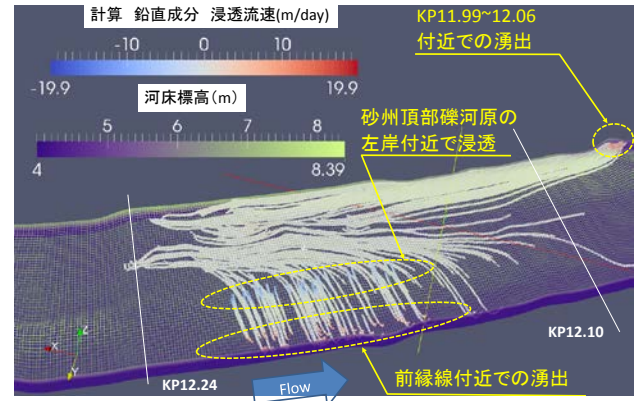 計算 鉛直成分 浸透流速(m/day)
-10 0 10
-19.9 19.9
河床標高(m)
5 6 7 8
4 8.39
KP11.99~12.06
付近での湧出
砂州頂部礫河原の
左岸付近で浸透
KP12.10
KP12.24
X
Y
Z
Flow
前縁線付近での湧出